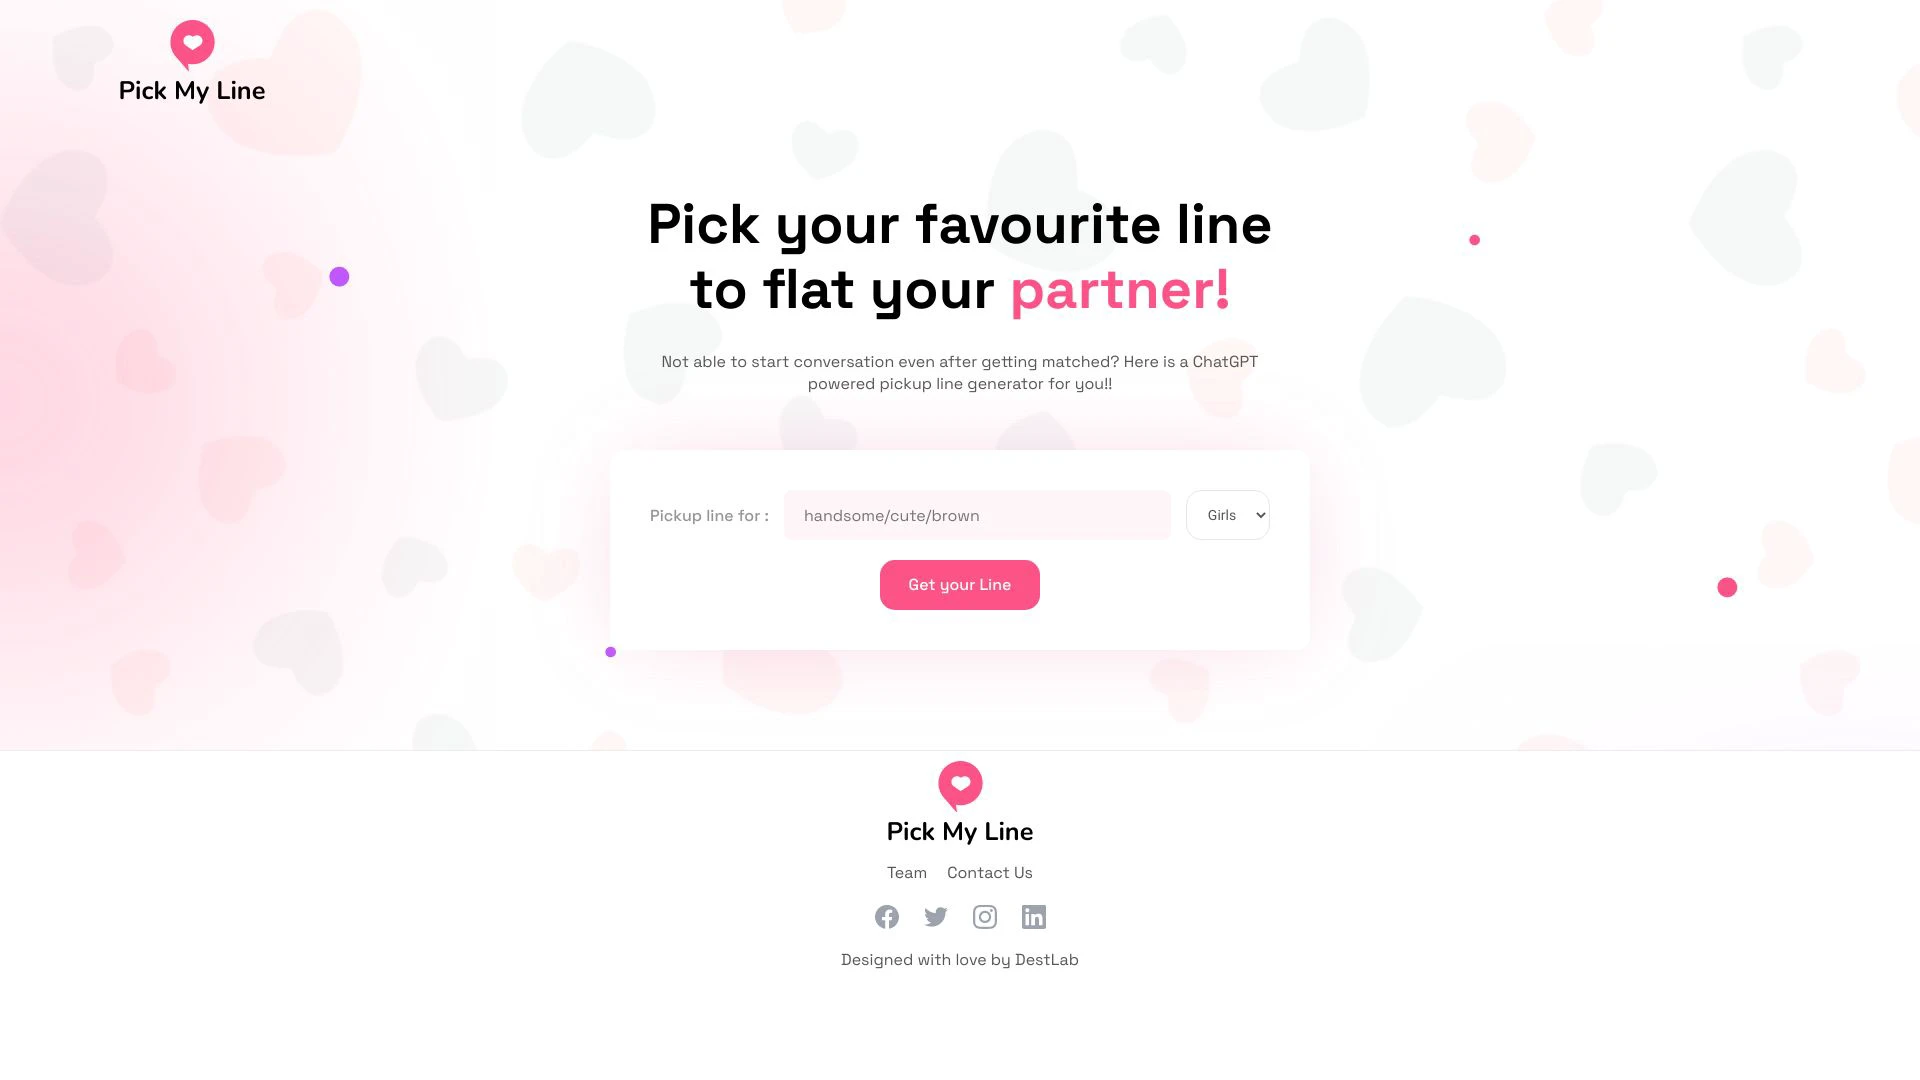 Pick My Line
Pick your favourite line
to flat your partner!
Not able to start conversation even after getting matched? Here is a ChatGPT
powered pickup line generator for you!!
Pickup line for : handsome/cute/brown Girls
Get your Line
Pick My Line
Team Contact Us
Designed with love by DestLab